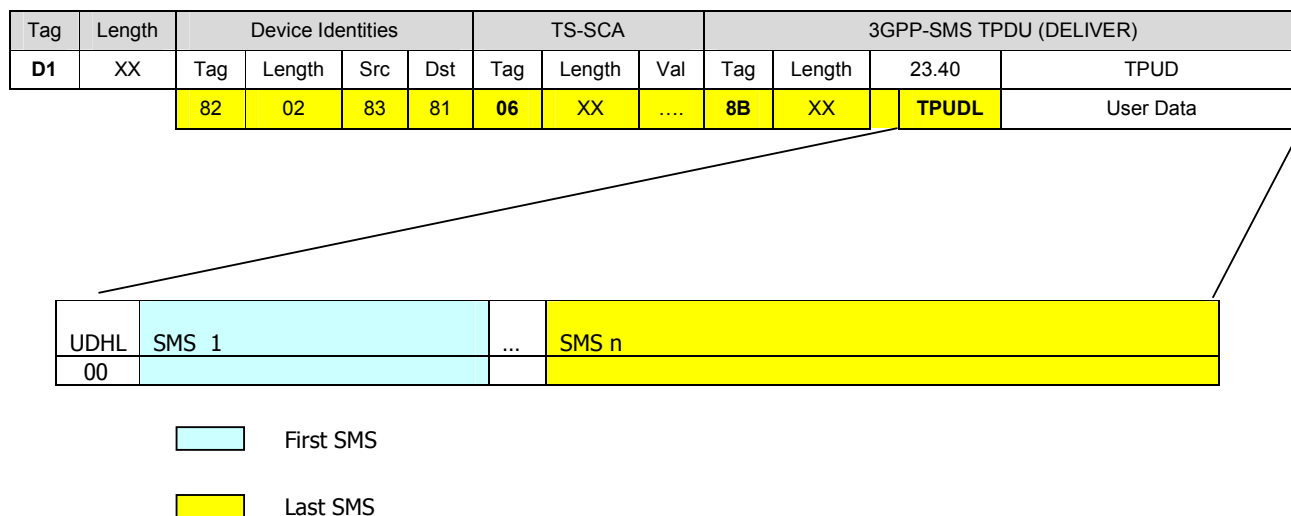 Tag Length Device Identities TS-SCA 3GPP-SMS TPDU (DELIVER)
D1 XX Tag Length Src Dst Tag Length Val Tag Length 23.40 TPUD
82 02 83 81 06 XX .... 8B XX TPUDL User Data
UDHL SMS 1 ... SMS n
00
First SMS
Last SMS